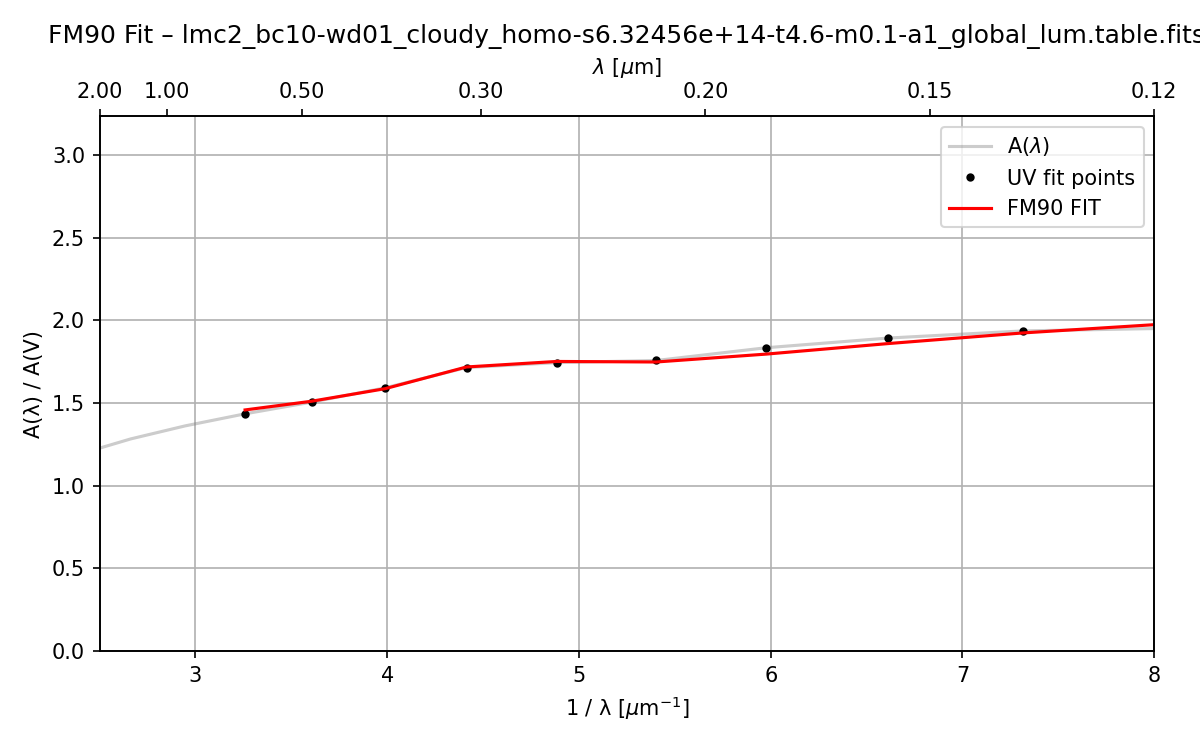 FM90 Fit – lmc2_bc10-wd01_cloudy_homo-s6.32456e+14-t4.6-m0.1-a1_global_lum.table.fits
λ [μm]
2.00 1.00 0.50 0.30 0.20 0.15 0.12
A(λ)
UV fit points
FM90 FIT
A(λ) / A(V)
3.0
2.5
2.0
1.5
1.0
0.5
0.0
3 4 5 6 7 8
1 / λ [μm⁻¹]